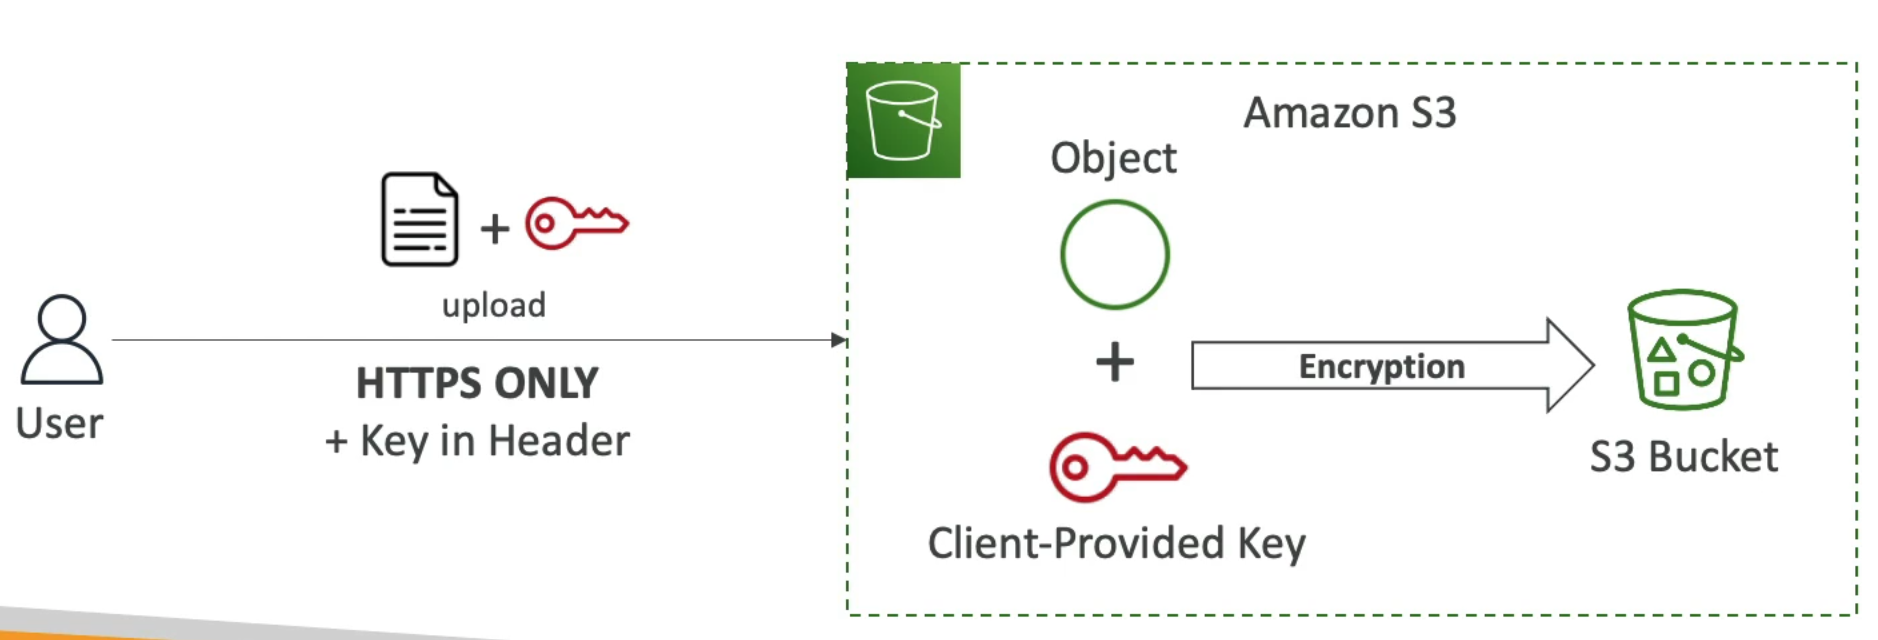 Amazon S3
Object
+
upload
HTTPS ONLY
+ Key in Header
User
+
Encryption
S3 Bucket
Client-Provided Key